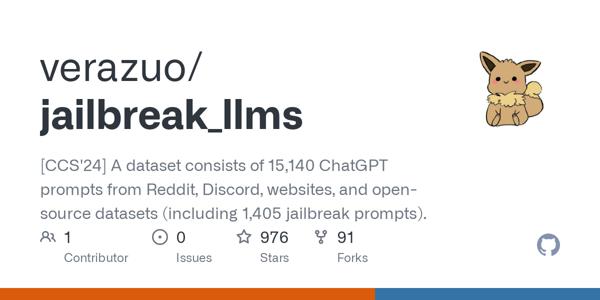 verazuo/
jailbreak_llms
[CCS'24] A dataset consists of 15,140 ChatGPT
prompts from Reddit, Discord, websites, and open-
source datasets (including 1,405 jailbreak prompts).
1 0 976 91
Contributor Issues Stars Forks